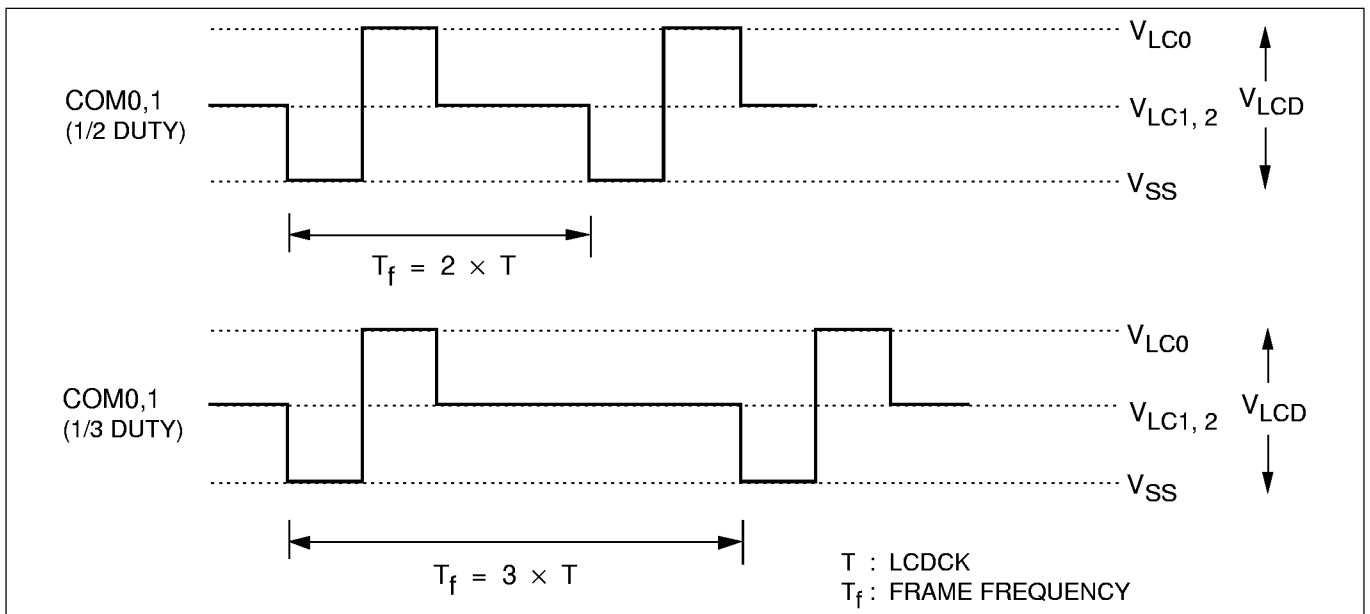 V_LC0
COM0,1
(1/2 DUTY)
V_LC1, 2
V_LCD
V_SS
T_f = 2 × T
V_LC0
COM0,1
(1/3 DUTY)
V_LC1, 2
V_LCD
V_SS
T_f = 3 × T
T : LCDCK
T_f : FRAME FREQUENCY